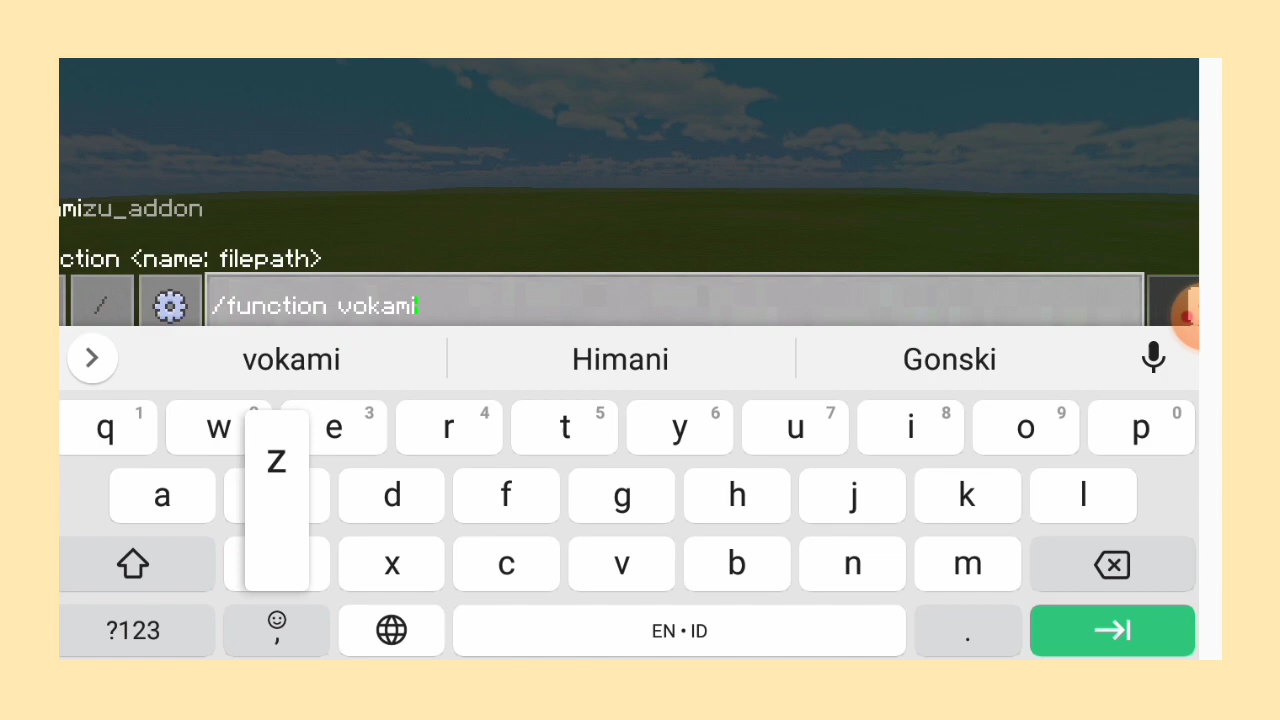 mizu_addon
ction <name: filepath>
/
/function vokami
vokami Himani Gonski
q 1 w e 3 r 4 t 5 y 6 u 7 i 8 o 9 p 0
z
a d f g h j k l
x c v b n m
?123 , EN • ID .